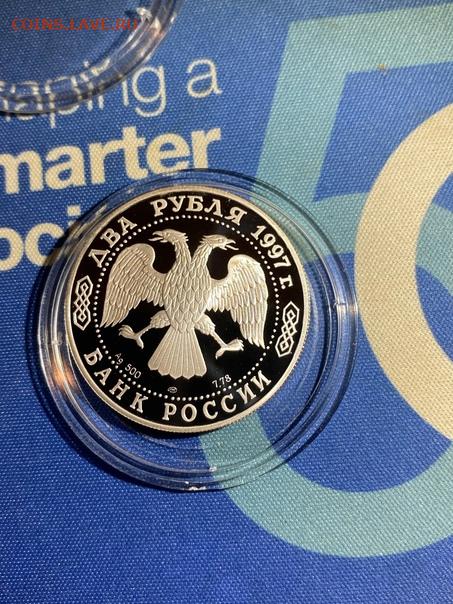 COINS.LAVE.RU
aping a
marter
oci
ДВА РУБЛЯ 1997 г.
Ag 500
7,78
БАНК РОССИИ